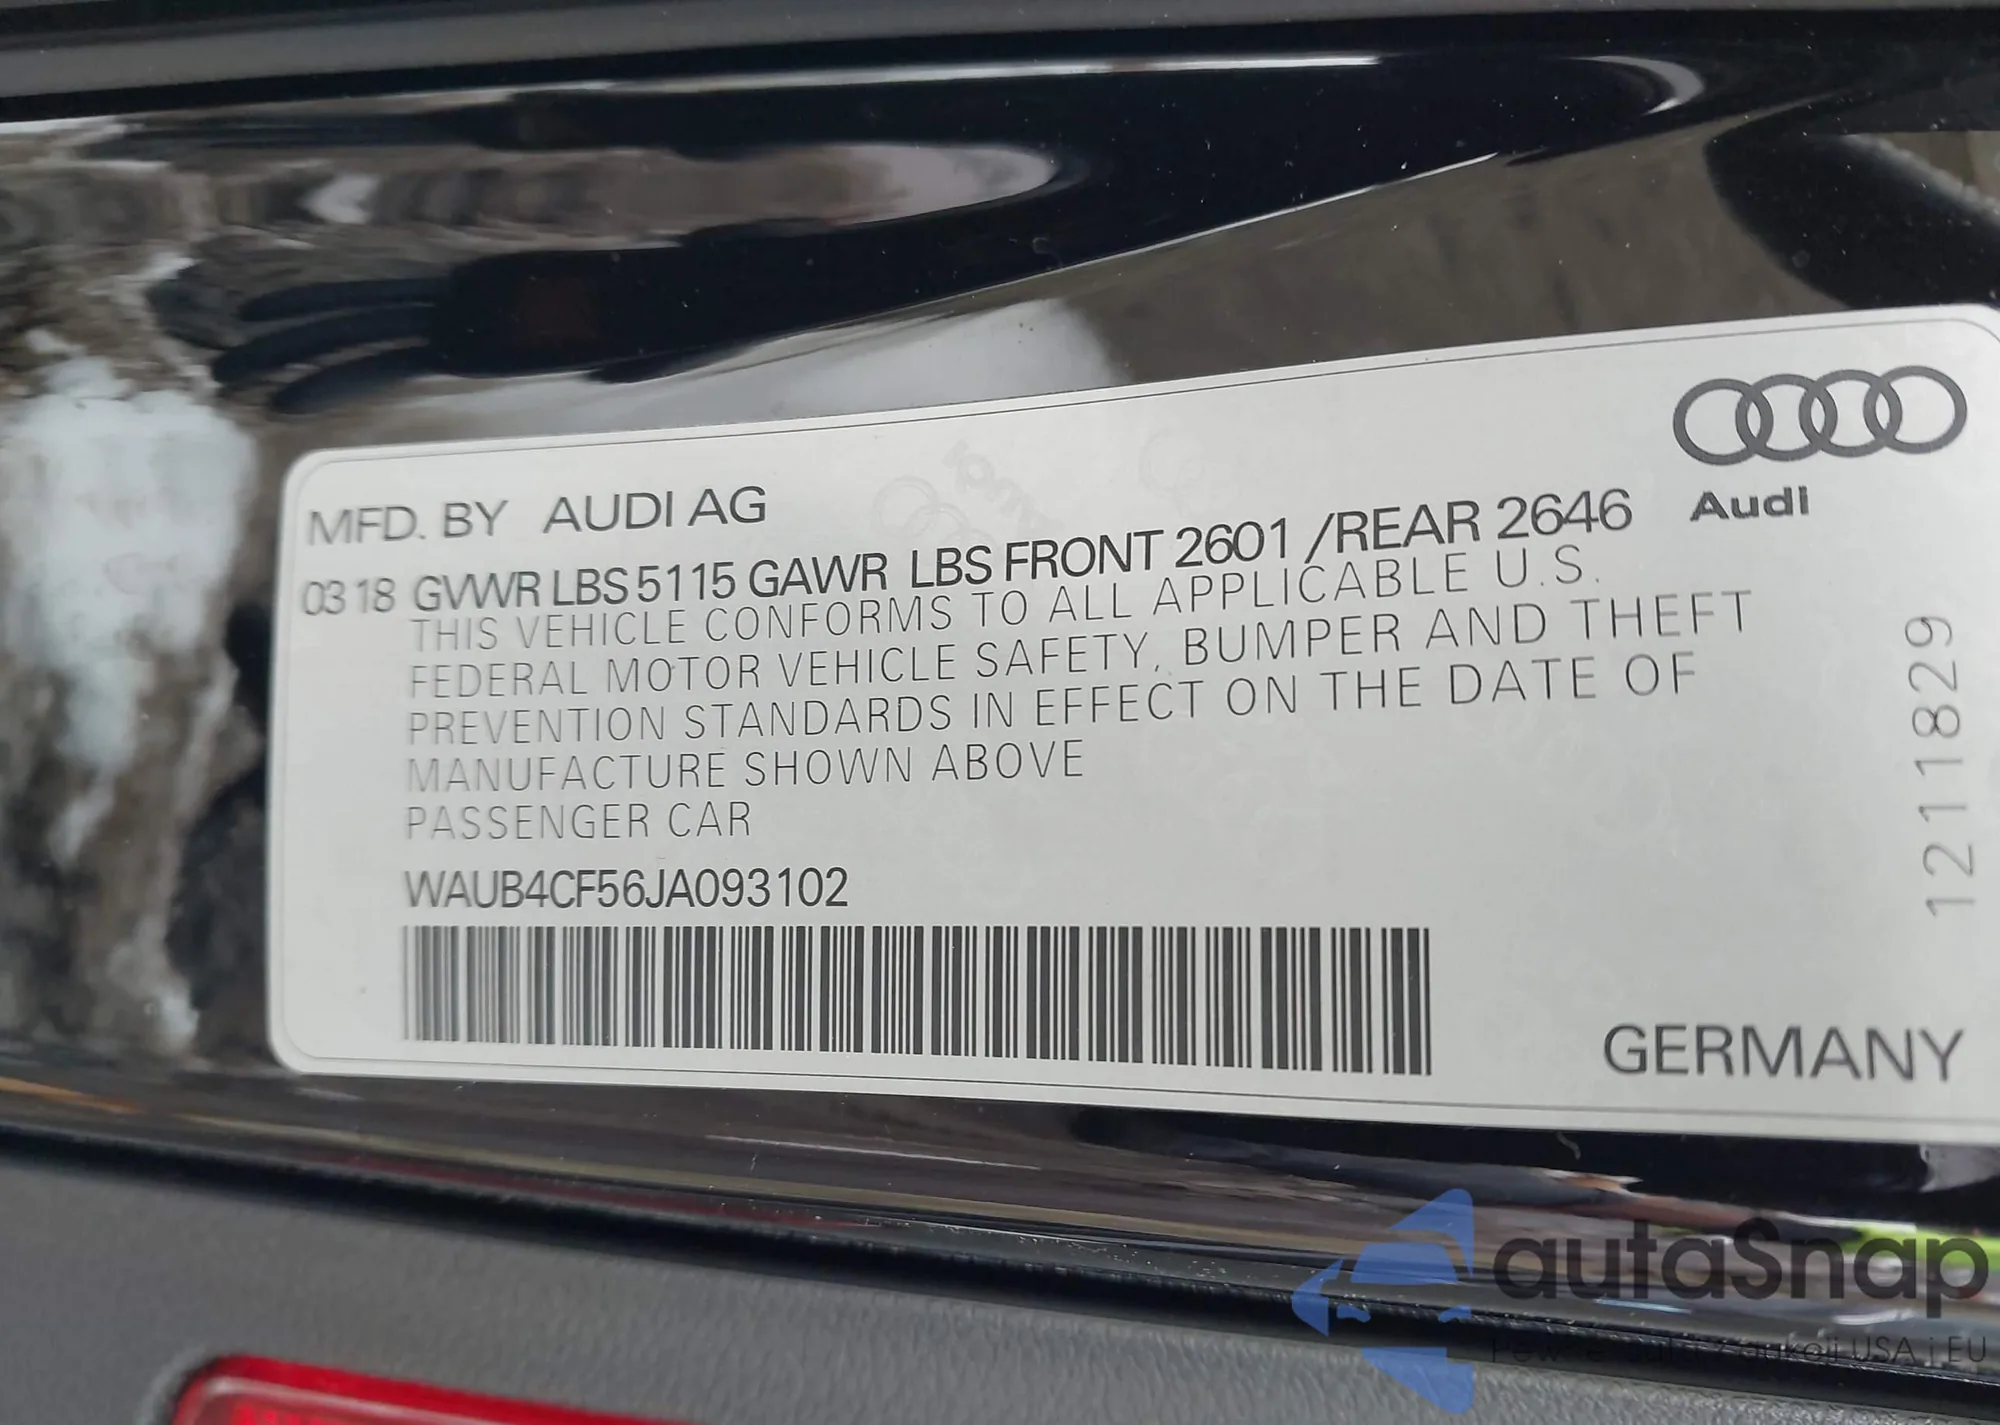 MFD. BY AUDI AG
Audi
03 18 GVWR LBS 5115 GAWR LBS FRONT 2601 /REAR 2646
THIS VEHICLE CONFORMS TO ALL APPLICABLE U.S.
FEDERAL MOTOR VEHICLE SAFETY, BUMPER AND THEFT
PREVENTION STANDARDS IN EFFECT ON THE DATE OF
MANUFACTURE SHOWN ABOVE
PASSENGER CAR
WAUB4CF56JA093102
1211829
GERMANY
autaSnap
USA i EU